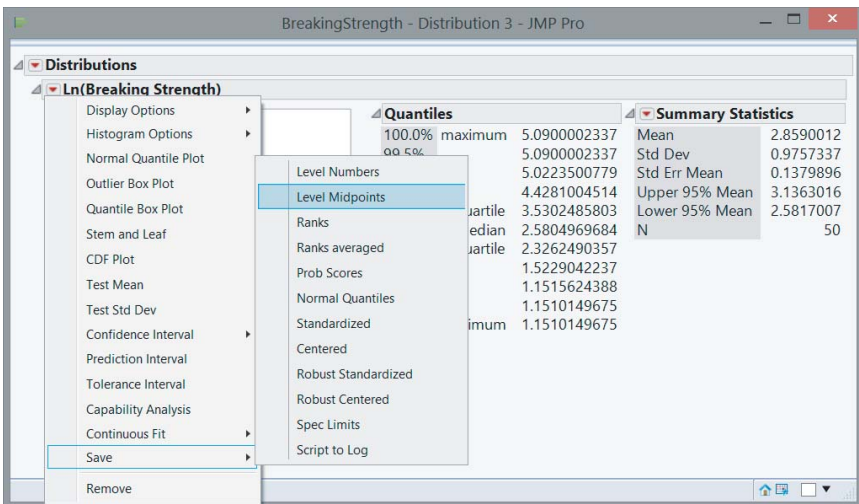 BreakingStrength - Distribution 3 - JMP Pro
Distributions
Ln(Breaking Strength)
Display Options
Histogram Options
Normal Quantile Plot
Outlier Box Plot
Quantile Box Plot
Stem and Leaf
CDF Plot
Test Mean
Test Std Dev
Confidence Interval
Prediction Interval
Tolerance Interval
Capability Analysis
Continuous Fit
Save
Remove
Level Numbers
Level Midpoints
Ranks
Ranks averaged
Prob Scores
Normal Quantiles
Standardized
Centered
Robust Standardized
Robust Centered
Spec Limits
Script to Log
Quantiles
100.0% maximum 5.0900002337
99.5% 5.0900002337
5.0223500779
4.4281004514
uartile 3.5302485803
edian 2.5804969684
uartile 2.3262490357
1.5229042237
1.1515624388
1.1510149675
imum 1.1510149675
Summary Statistics
Mean 2.8590012
Std Dev 0.9757337
Std Err Mean 0.1379896
Upper 95% Mean 3.1363016
Lower 95% Mean 2.5817007
N 50